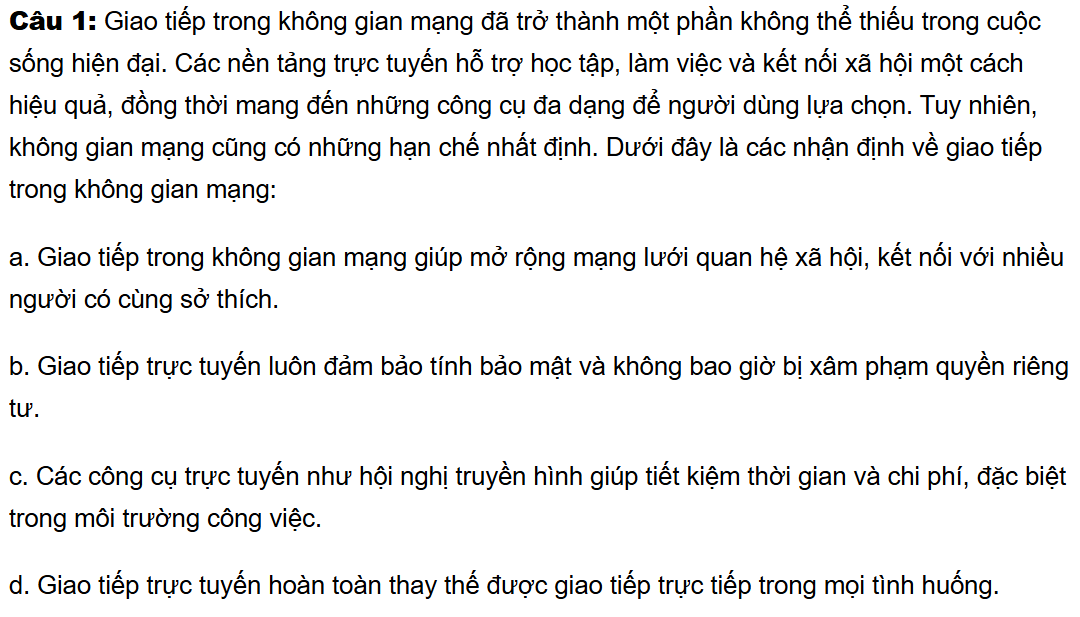 Câu 1: Giao tiếp trong không gian mạng đã trở thành một phần không thể thiếu trong cuộc
sống hiện đại. Các nền tảng trực tuyến hỗ trợ học tập, làm việc và kết nối xã hội một cách
hiệu quả, đồng thời mang đến những công cụ đa dạng để người dùng lựa chọn. Tuy nhiên,
không gian mạng cũng có những hạn chế nhất định. Dưới đây là các nhận định về giao tiếp
trong không gian mạng:
a. Giao tiếp trong không gian mạng giúp mở rộng mạng lưới quan hệ xã hội, kết nối với nhiều
người có cùng sở thích.
b. Giao tiếp trực tuyến luôn đảm bảo tính bảo mật và không bao giờ bị xâm phạm quyền riêng
tư.
c. Các công cụ trực tuyến như hội nghị truyền hình giúp tiết kiệm thời gian và chi phí, đặc biệt
trong môi trường công việc.
d. Giao tiếp trực tuyến hoàn toàn thay thế được giao tiếp trực tiếp trong mọi tình huống.